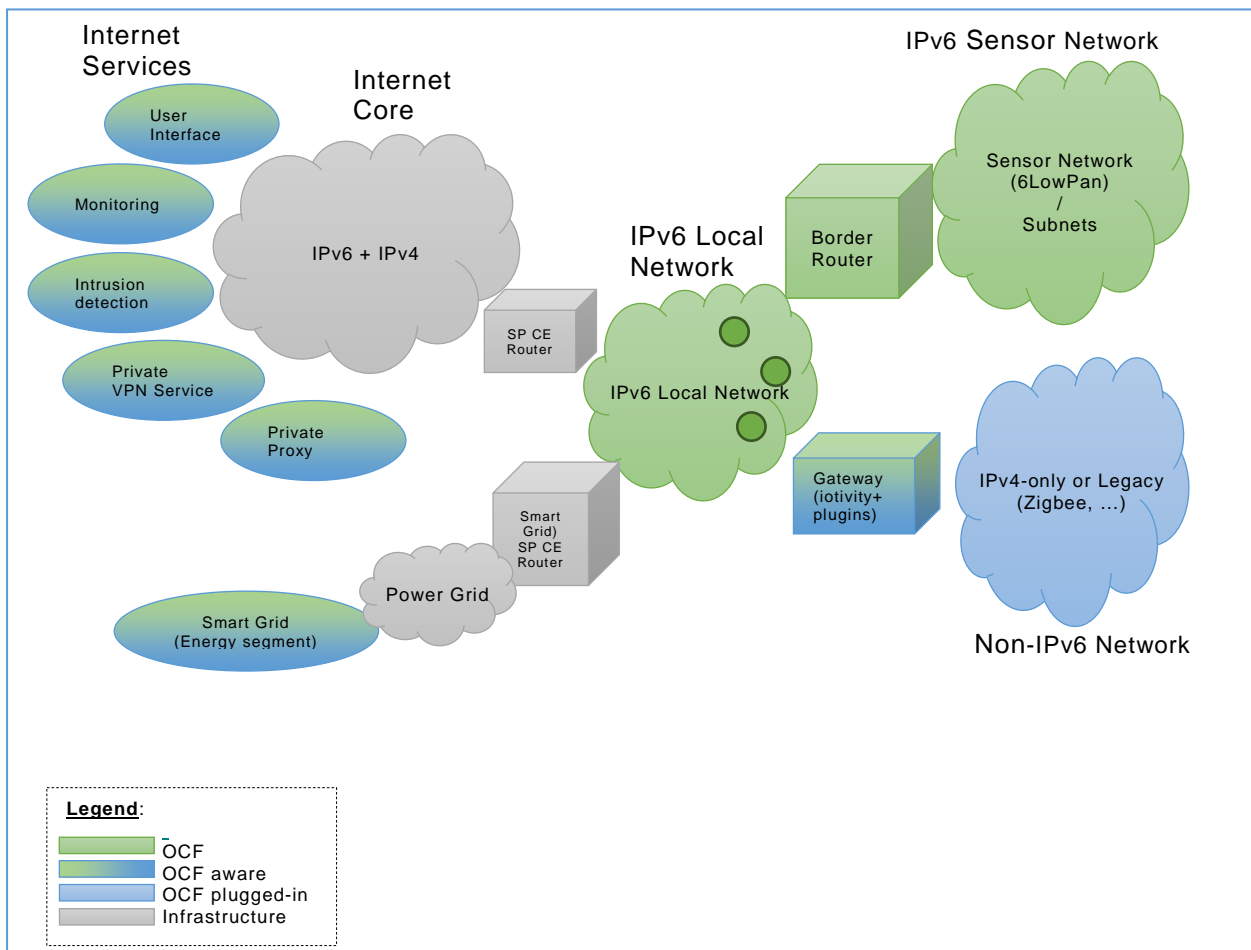 Internet
Services
User
Interface
Monitoring
Intrusion
detection
Private
VPN Service
Private
Proxy
Internet
Core
IPv6 + IPv4
SP CE
Router
IPv6 Local
Network
IPv6 Local Network
IPv6 Sensor Network
Border
Router
Sensor Network
(6LowPan)
/
Subnets
Gateway
(iotivity+
plugins)
IPv4-only or Legacy
(Zigbee, ...)
Non-IPv6 Network
Smart
Grid)
SP CE
Router
Power Grid
Smart Grid
(Energy segment)
Legend:
OCF
OCF aware
OCF plugged-in
Infrastructure